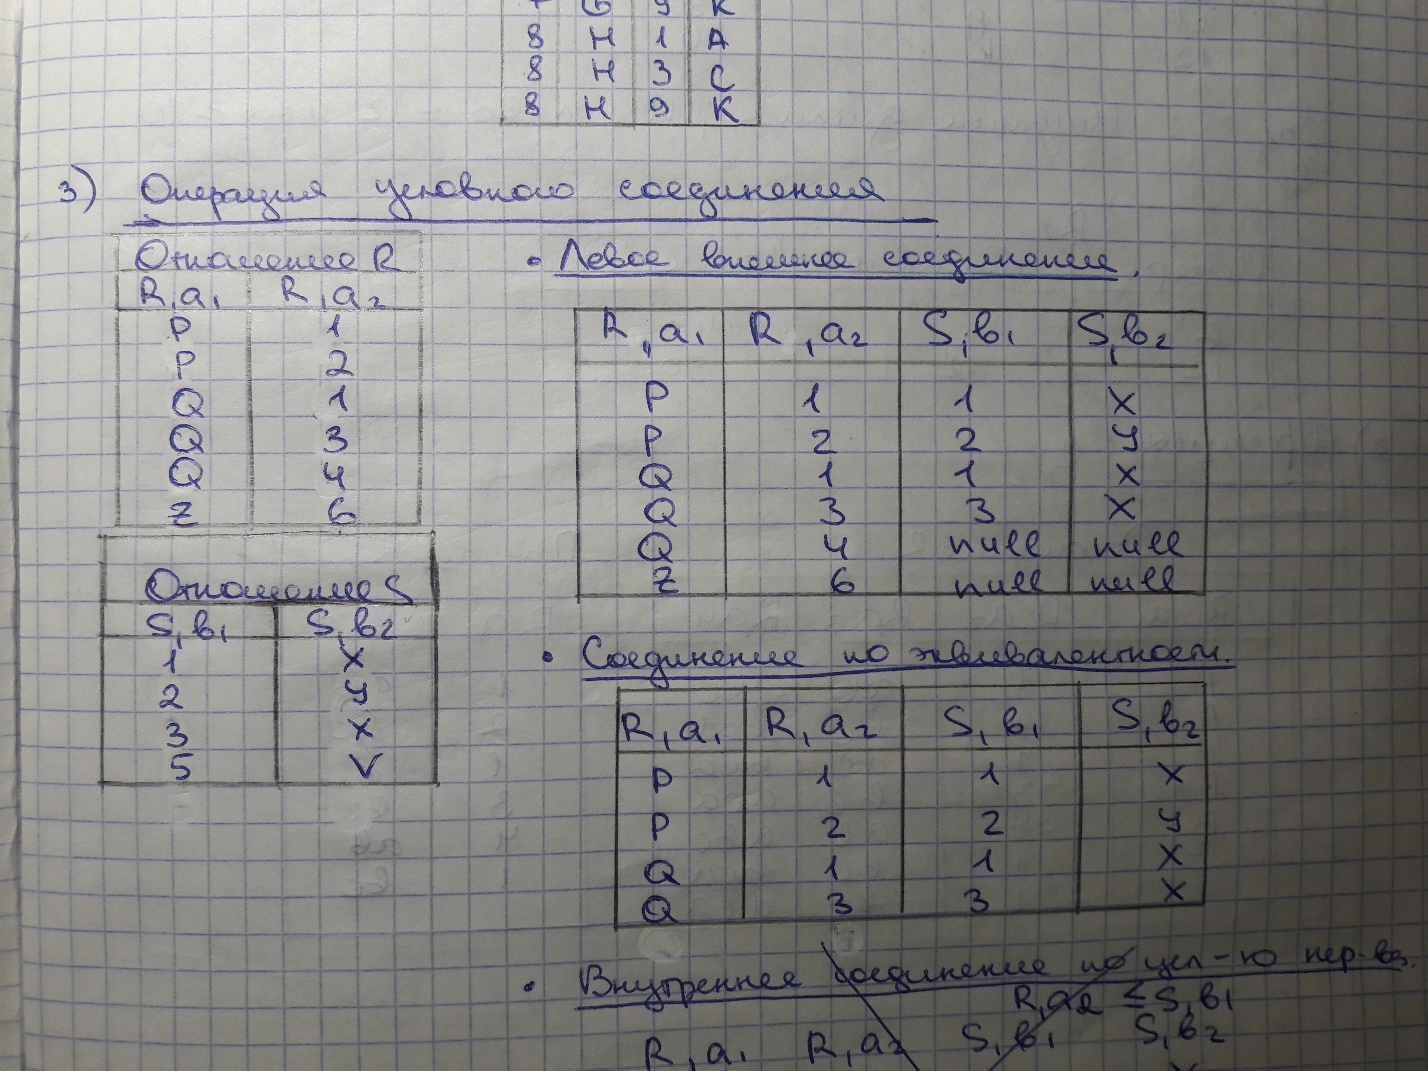 8 H 1 A
8 H 3 C
8 H 9 K
3) Операция условного соединения
Отношение R
R,a₁ R,a₂
P 1
P 2
Q 1
Q 3
Q 4
Z 6
Отношение S
S,b₁ S,b₂
1 X
2 У
3 X
5 V
• Левое внешнее соединение.
R,a₁ R,a₂ S,b₁ S,b₂
P 1 1 X
P 2 2 У
Q 1 1 X
Q 3 3 X
Q 4 null null
Z 6 null null
• Соединение по эквивалентности.
R,a₁ R,a₂ S,b₁ S,b₂
P 1 1 X
P 2 2 У
Q 1 1 X
Q 3 3 X
• Внутреннее соединение по усл-ю
R,a₂ ≤ S,b₁
R,a₁ R,a₂ S,b₁ S,b₂